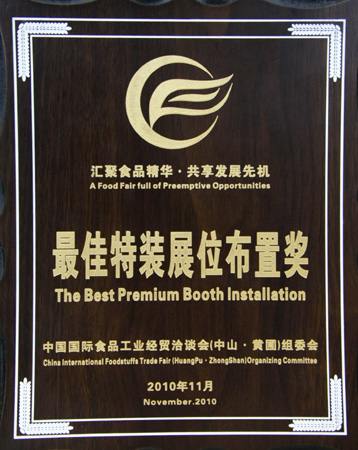 汇聚食品精华·共享发展先机
A Food Fair full of Preemptive Opportunities
最佳特装展位布置奖
The Best Premium Booth Installation
中国国际食品工业经贸洽谈会(中山·黄圃)组委会
China International Foodstuffs Trade Fair (HuangPu·ZhongShan)Organizing Committee
2010年11月
November.2010